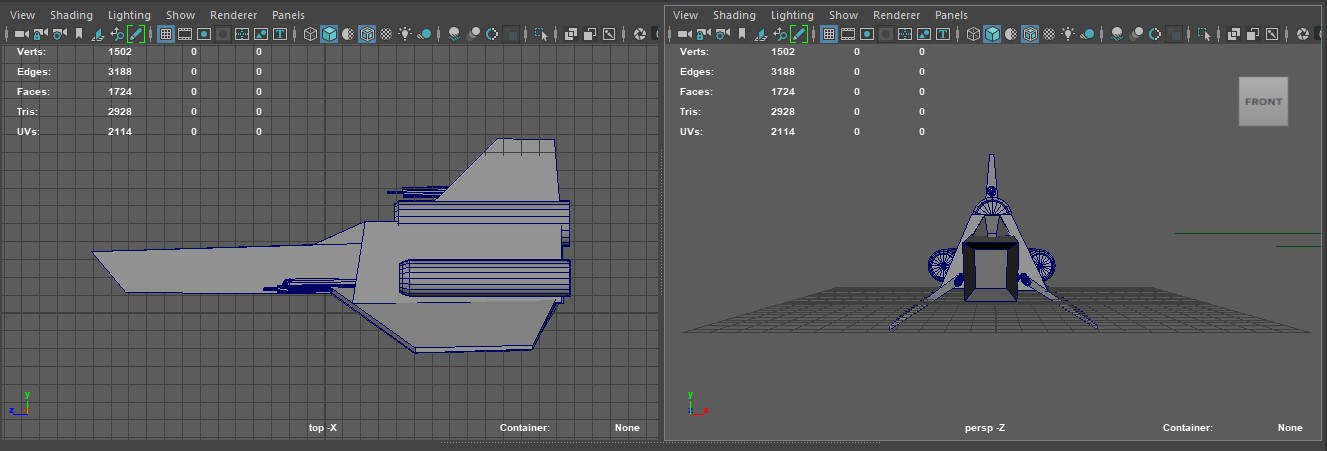 View Shading Lighting Show Renderer Panels
Verts: 1502 0 0
Edges: 3188 0 0
Faces: 1724 0 0
Tris: 2928 0 0
UVs: 2114 0 0
y
z
top -X
Container: None
View Shading Lighting Show Renderer Panels
Verts: 1502 0 0
Edges: 3188 0 0
Faces: 1724 0 0
Tris: 2928 0 0
UVs: 2114 0 0
FRONT
y
x
persp -Z
Container: None